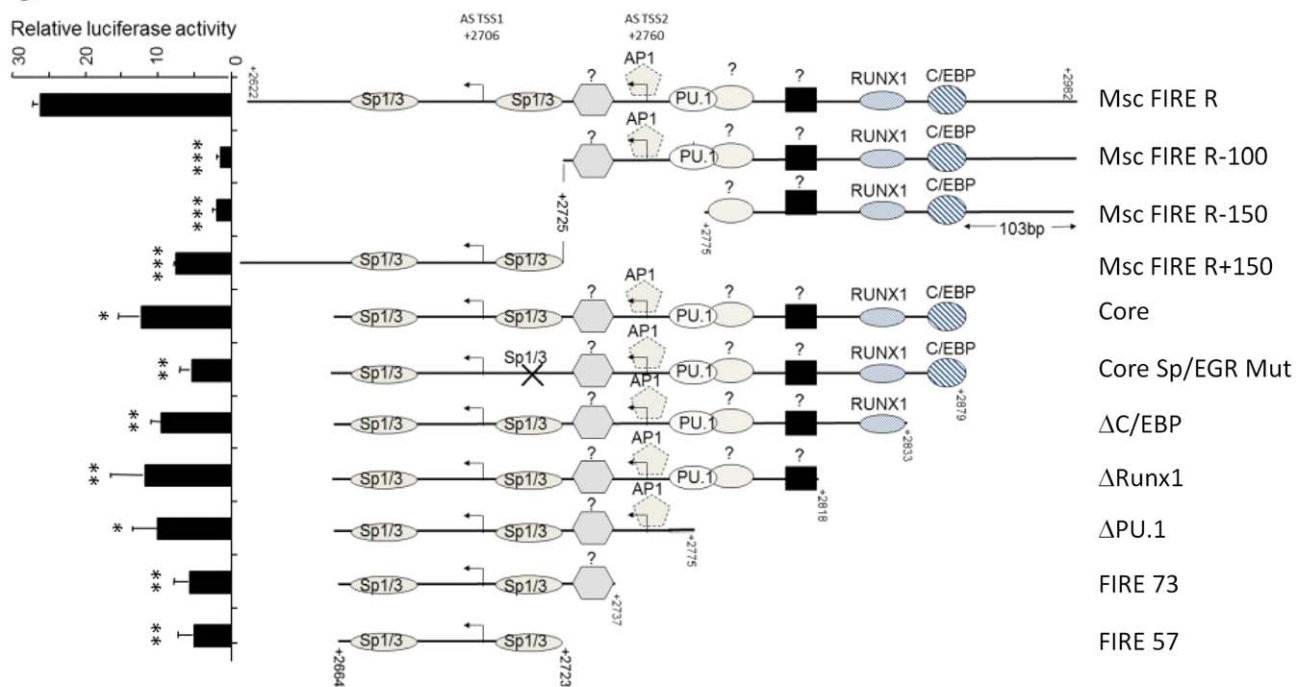 Relative luciferase activity
30 20 10 0
AS TSS1
+2706
AS TSS2
+2760
+2622 Sp1/3 Sp1/3 ? AP1 PU.1 ? ? RUNX1 C/EBP +2982 Msc FIRE R
*** ? AP1 PU.1 ? ? RUNX1 C/EBP Msc FIRE R-100
+2725
*** ? ? RUNX1 C/EBP Msc FIRE R-150
+2775 103bp
*** Sp1/3 Sp1/3 Msc FIRE R+150
* Sp1/3 Sp1/3 ? AP1 PU.1 ? ? RUNX1 C/EBP Core
** Sp1/3 Sp1/3 ? AP1 PU.1 ? ? RUNX1 C/EBP Core Sp/EGR Mut
+2879
** Sp1/3 Sp1/3 ? AP1 PU.1 ? ? RUNX1 ΔC/EBP
+2833
** Sp1/3 Sp1/3 ? AP1 PU.1 ? ? ΔRunx1
+2818
* Sp1/3 Sp1/3 ? AP1 ΔPU.1
+2775
** Sp1/3 Sp1/3 ? FIRE 73
+2737
** Sp1/3 Sp1/3 FIRE 57
+2664 +2723